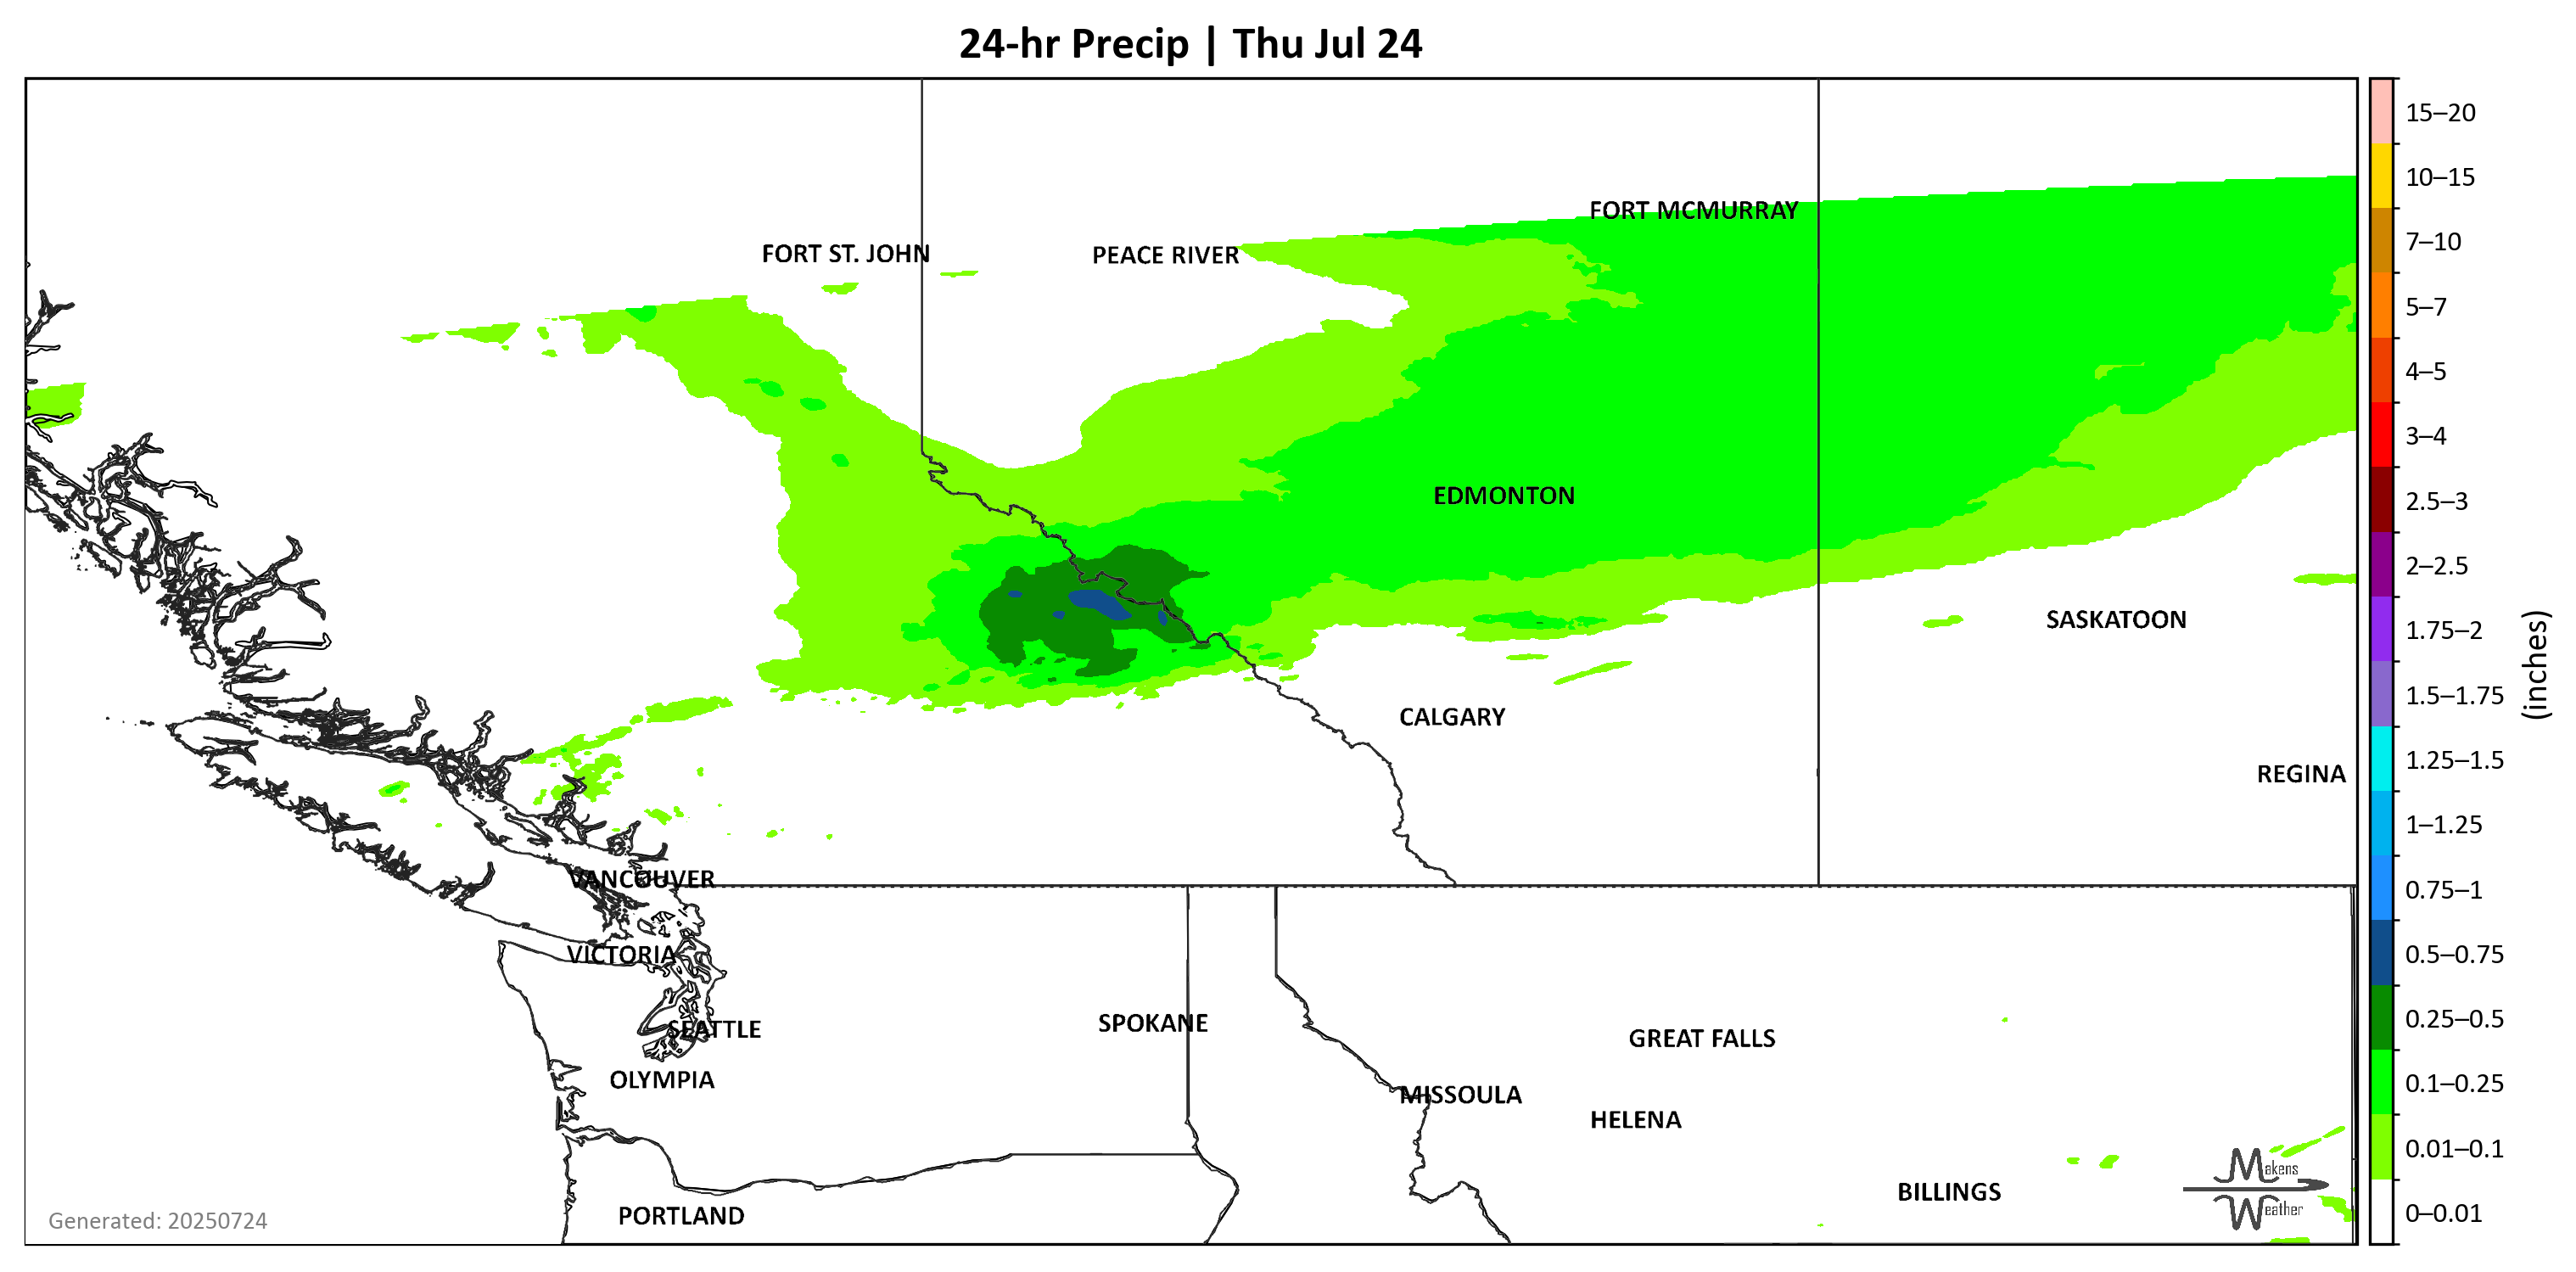 24-hr Precip | Thu Jul 24
FORT MCMURRAY
FORT ST. JOHN
PEACE RIVER
EDMONTON
SASKATOON
CALGARY
REGINA
VANCOUVER
VICTORIA
SEATTLE
SPOKANE
GREAT FALLS
OLYMPIA
MISSOULA
HELENA
BILLINGS
PORTLAND
Makens
Weather
Generated: 20250724
15–20
10–15
7–10
5–7
4–5
3–4
2.5–3
2–2.5
1.75–2
1.5–1.75
1.25–1.5
1–1.25
0.75–1
0.5–0.75
0.25–0.5
0.1–0.25
0.01–0.1
0–0.01
(inches)